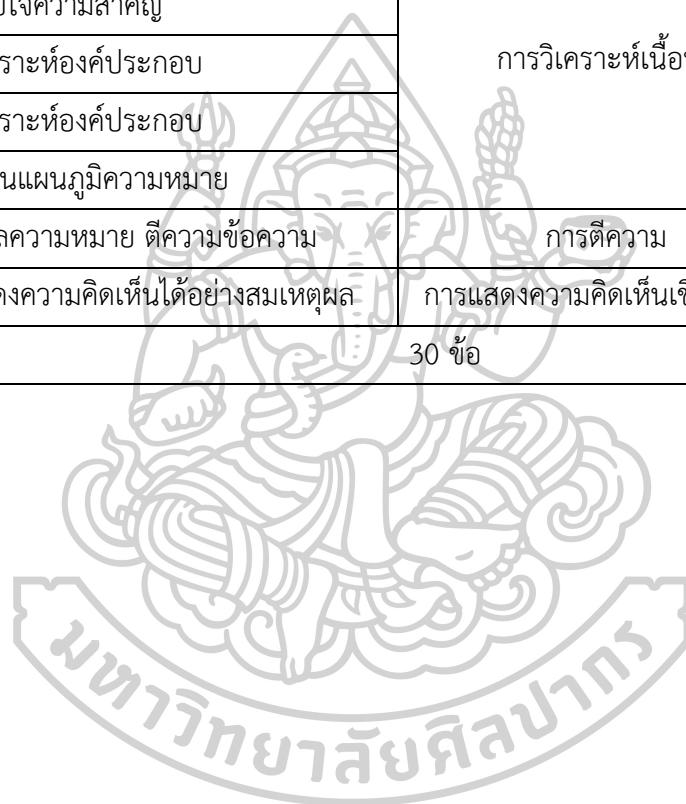 ใจความสำคัญ
ราะห์องค์ประกอบ
การวิเคราะห์เนื้อ
ราะห์องค์ประกอบ
นแผนภูมิความหมาย
ลความหมาย ตีความข้อความ
การตีความ
ดงความคิดเห็นได้อย่างสมเหตุผล
การแสดงความคิดเห็นเชิ
30 ข้อ
มหาวิทยาลัยศิลปากร